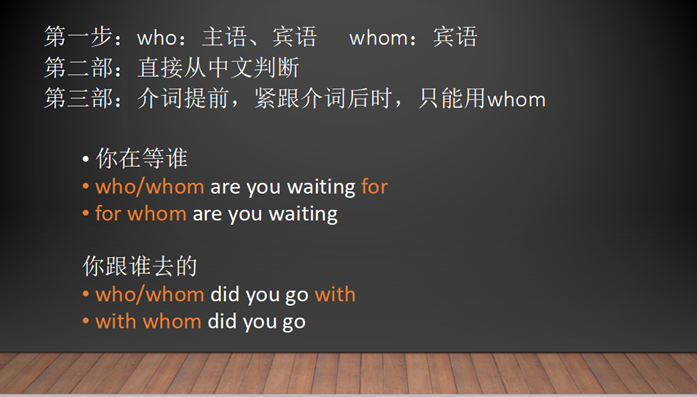 第一步：who：主语、宾语 whom：宾语
第二部：直接从中文判断
第三部：介词提前，紧跟介词后时，只能用whom
• 你在等谁
• who/whom are you waiting for
• for whom are you waiting
你跟谁去的
• who/whom did you go with
• with whom did you go